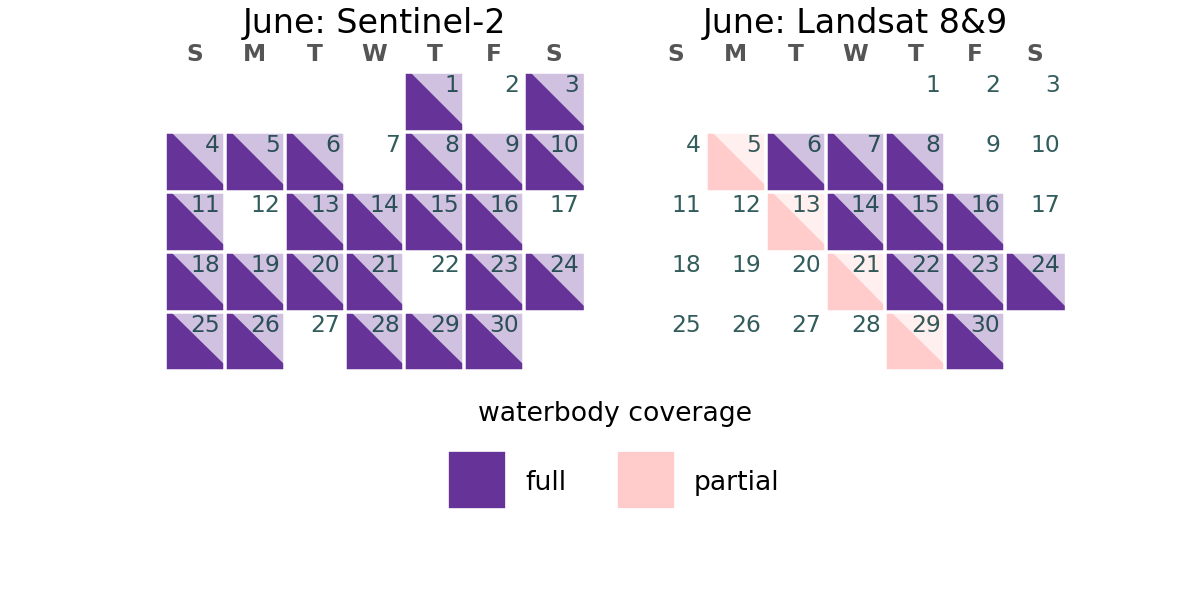 June: Sentinel-2
S M T W T F S
1 2 3
4 5 6 7 8 9 10
11 12 13 14 15 16 17
18 19 20 21 22 23 24
25 26 27 28 29 30
June: Landsat 8&9
S M T W T F S
1 2 3
4 5 6 7 8 9 10
11 12 13 14 15 16 17
18 19 20 21 22 23 24
25 26 27 28 29 30
waterbody coverage
full partial